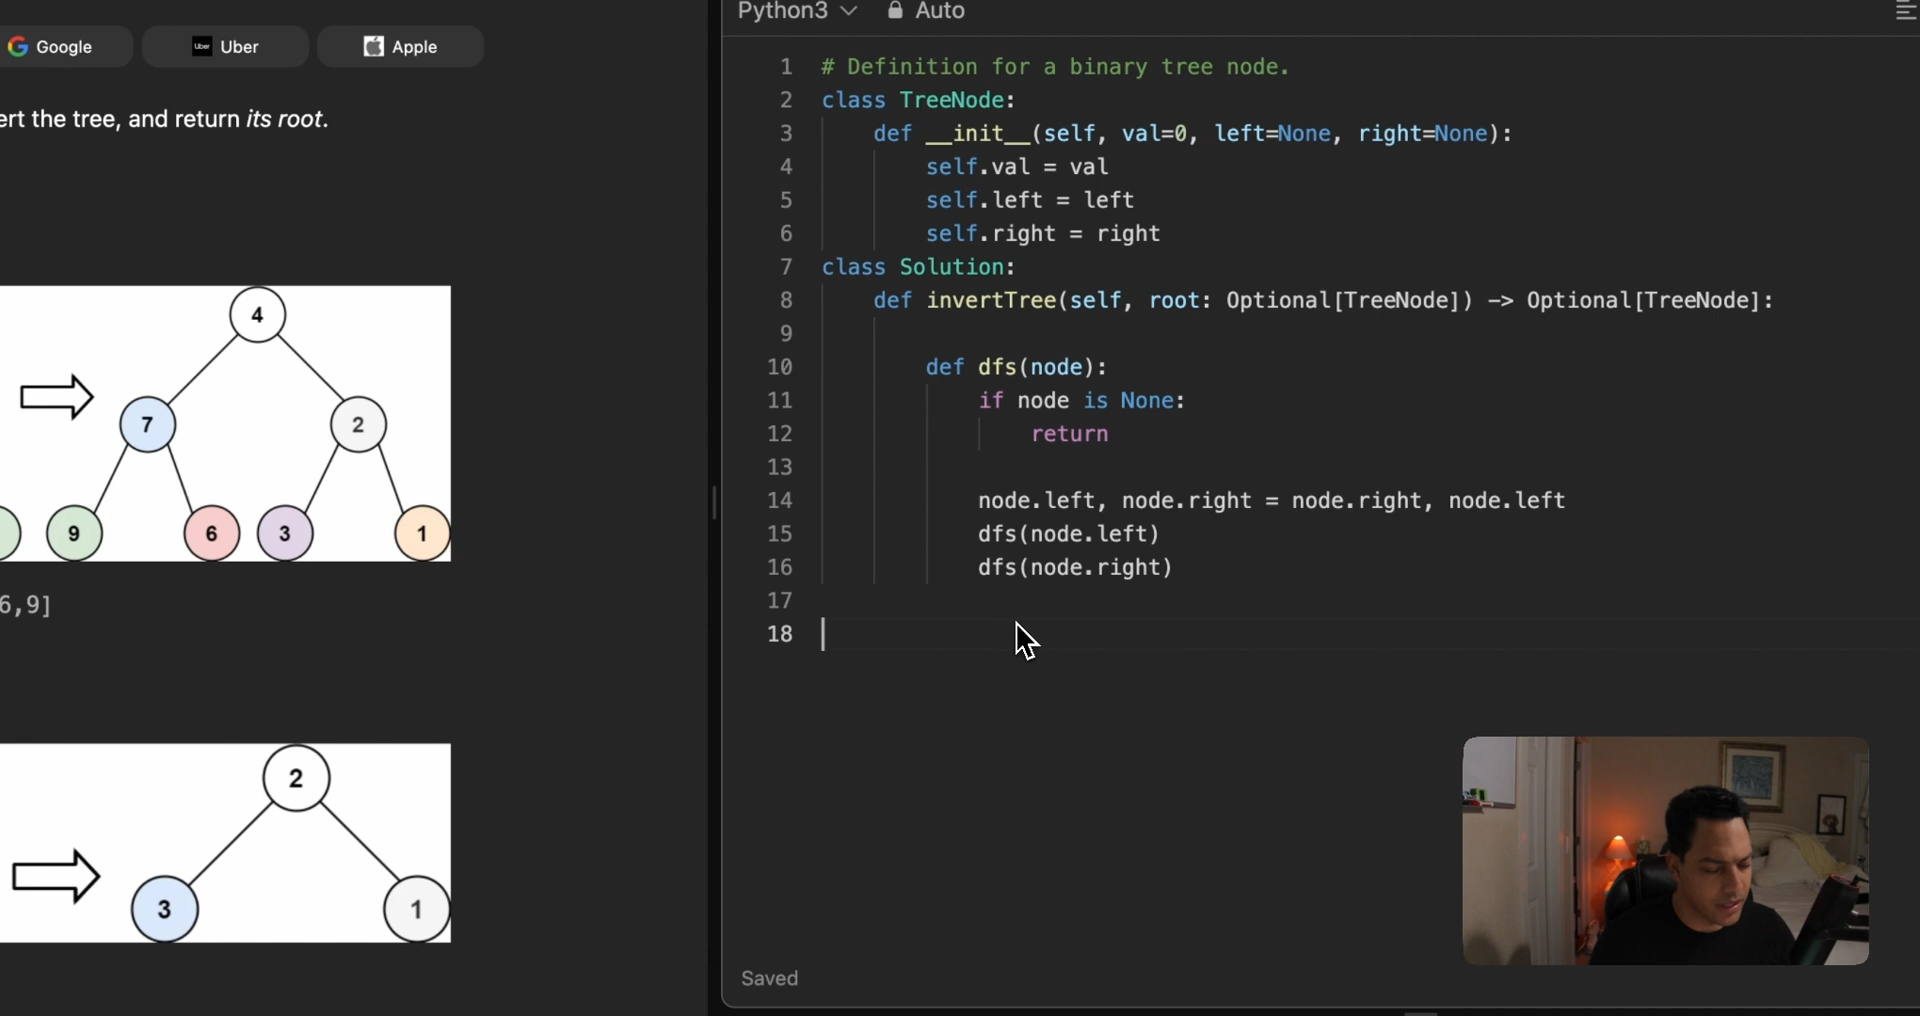 Google
Uber
Uber
Apple
ert the tree, and return its root.
4
7
2
9
6
3
1
6,9]
2
3
1
Python3
Auto
1 # Definition for a binary tree node.
2 class TreeNode:
3 def __init__(self, val=0, left=None, right=None):
4 self.val = val
5 self.left = left
6 self.right = right
7 class Solution:
8 def invertTree(self, root: Optional[TreeNode]) -> Optional[TreeNode]:
9
10 def dfs(node):
11 if node is None:
12 return
13
14 node.left, node.right = node.right, node.left
15 dfs(node.left)
16 dfs(node.right)
17
18
Saved